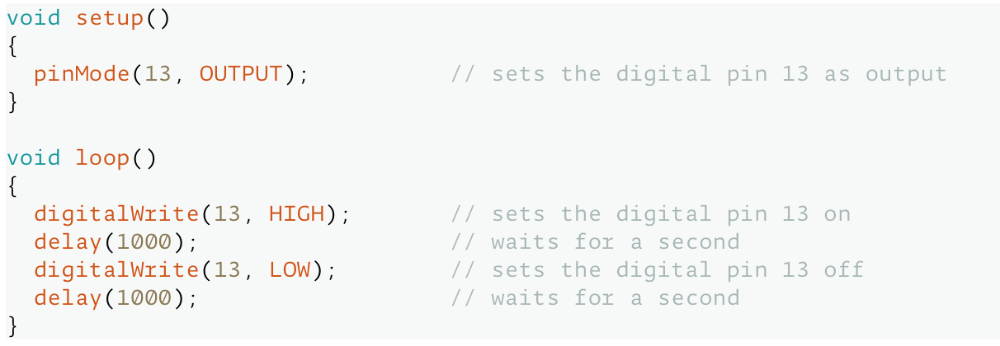 void setup()
{
  pinMode(13, OUTPUT);          // sets the digital pin 13 as output
}

void loop()
{
  digitalWrite(13, HIGH);       // sets the digital pin 13 on
  delay(1000);                  // waits for a second
  digitalWrite(13, LOW);        // sets the digital pin 13 off
  delay(1000);                  // waits for a second
}